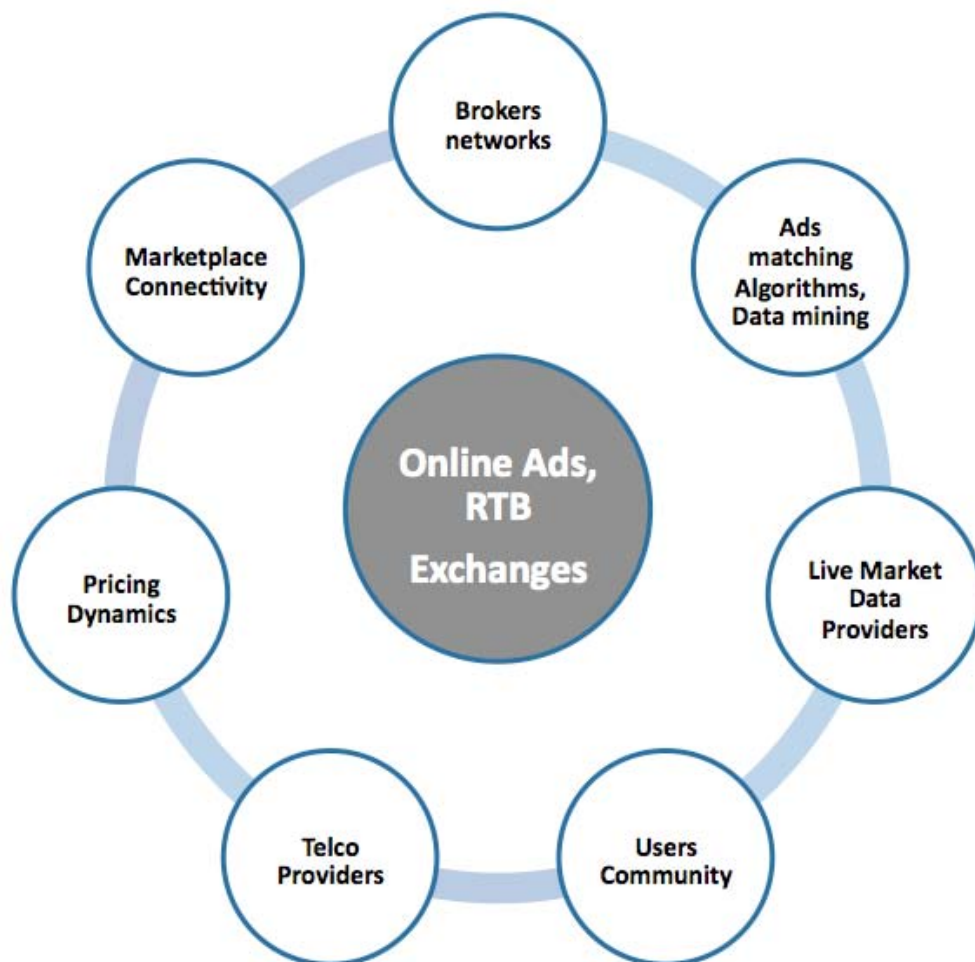 Brokers
networks
Ads
matching
Algorithms,
Data mining
Live Market
Data
Providers
Users
Community
Telco
Providers
Pricing
Dynamics
Marketplace
Connectivity
Online Ads,
RTB
Exchanges